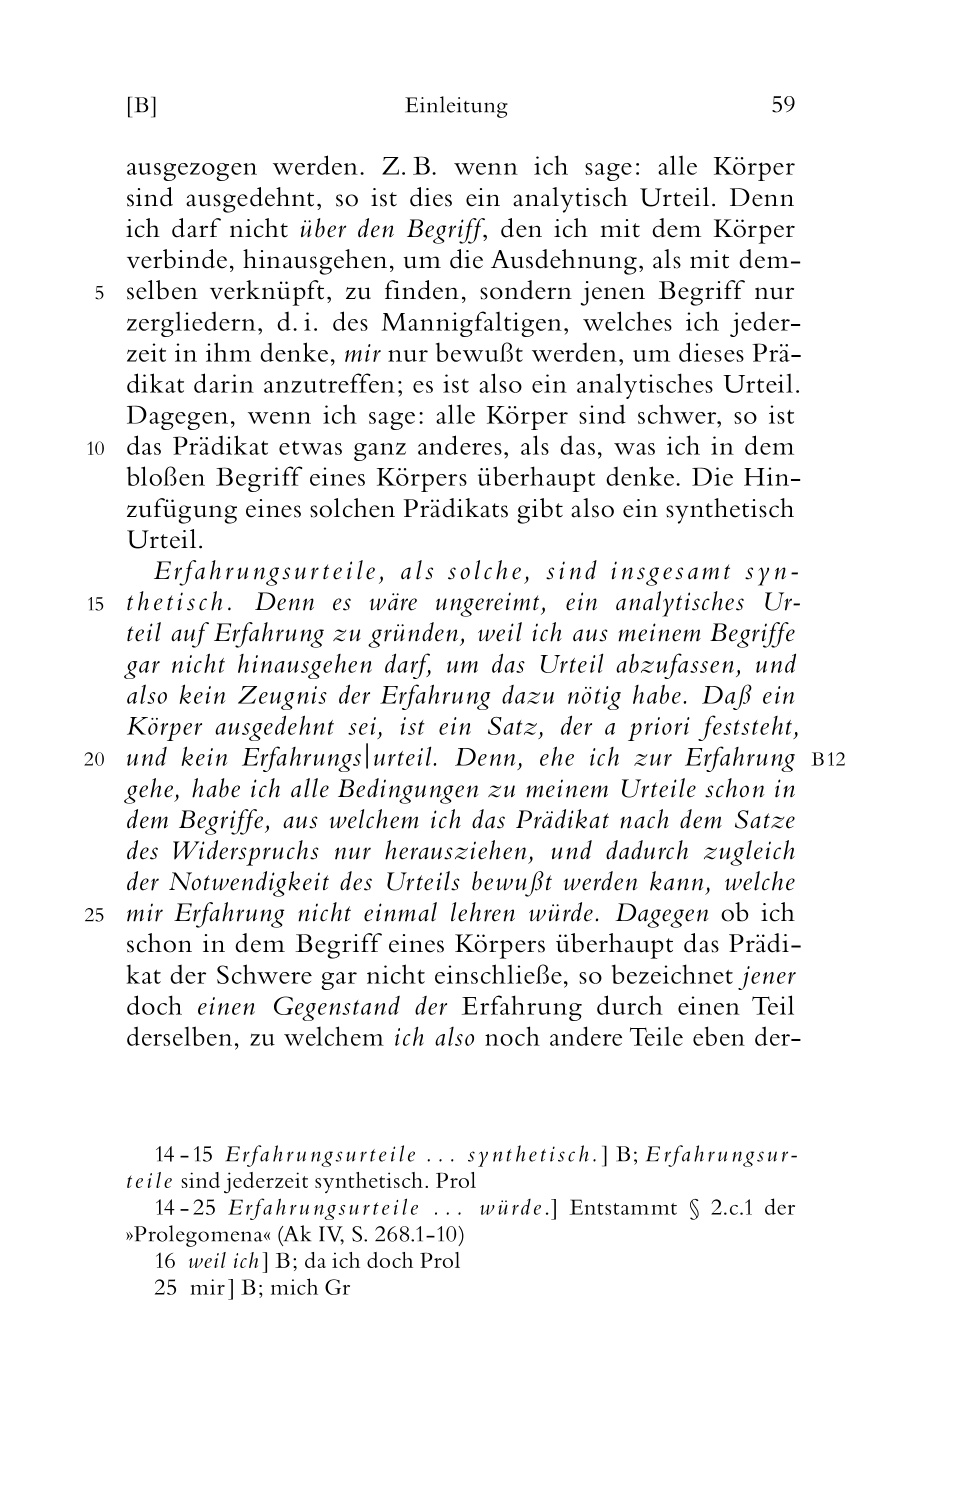 [B] Einleitung 59
ausgezogen werden. Z. B. wenn ich sage: alle Körper
sind ausgedehnt, so ist dies ein analytisch Urteil. Denn
ich darf nicht über den Begriff, den ich mit dem Körper
verbinde, hinausgehen, um die Ausdehnung, als mit dem-
5 selben verknüpft, zu finden, sondern jenen Begriff nur
zergliedern, d. i. des Mannigfaltigen, welches ich jeder-
zeit in ihm denke, mir nur bewußt werden, um dieses Prä-
dikat darin anzutreffen; es ist also ein analytisches Urteil.
Dagegen, wenn ich sage: alle Körper sind schwer, so ist
10 das Prädikat etwas ganz anderes, als das, was ich in dem
bloßen Begriff eines Körpers überhaupt denke. Die Hin-
zufügung eines solchen Prädikats gibt also ein synthetisch
Urteil.
Erfahrungsurteile, als solche, sind insgesamt syn-
15 thetisch. Denn es wäre ungereimt, ein analytisches Ur-
teil auf Erfahrung zu gründen, weil ich aus meinem Begriffe
gar nicht hinausgehen darf, um das Urteil abzufassen, und
also kein Zeugnis der Erfahrung dazu nötig habe. Daß ein
Körper ausgedehnt sei, ist ein Satz, der a priori feststeht,
20 und kein Erfahrungs|urteil. Denn, ehe ich zur Erfahrung B12
gehe, habe ich alle Bedingungen zu meinem Urteile schon in
dem Begriffe, aus welchem ich das Prädikat nach dem Satze
des Widerspruchs nur herausziehen, und dadurch zugleich
der Notwendigkeit des Urteils bewußt werden kann, welche
25 mir Erfahrung nicht einmal lehren würde. Dagegen ob ich
schon in dem Begriff eines Körpers überhaupt das Prädi-
kat der Schwere gar nicht einschließe, so bezeichnet jener
doch einen Gegenstand der Erfahrung durch einen Teil
derselben, zu welchem ich also noch andere Teile eben der-
14–15 Erfahrungsurteile ... synthetisch.] B; Erfahrungsur-
teile sind jederzeit synthetisch. Prol
14–25 Erfahrungsurteile ... würde.] Entstammt § 2.c.1 der
»Prolegomena« (Ak IV, S. 268.1–10)
16 weil ich] B; da ich doch Prol
25 mir] B; mich Gr